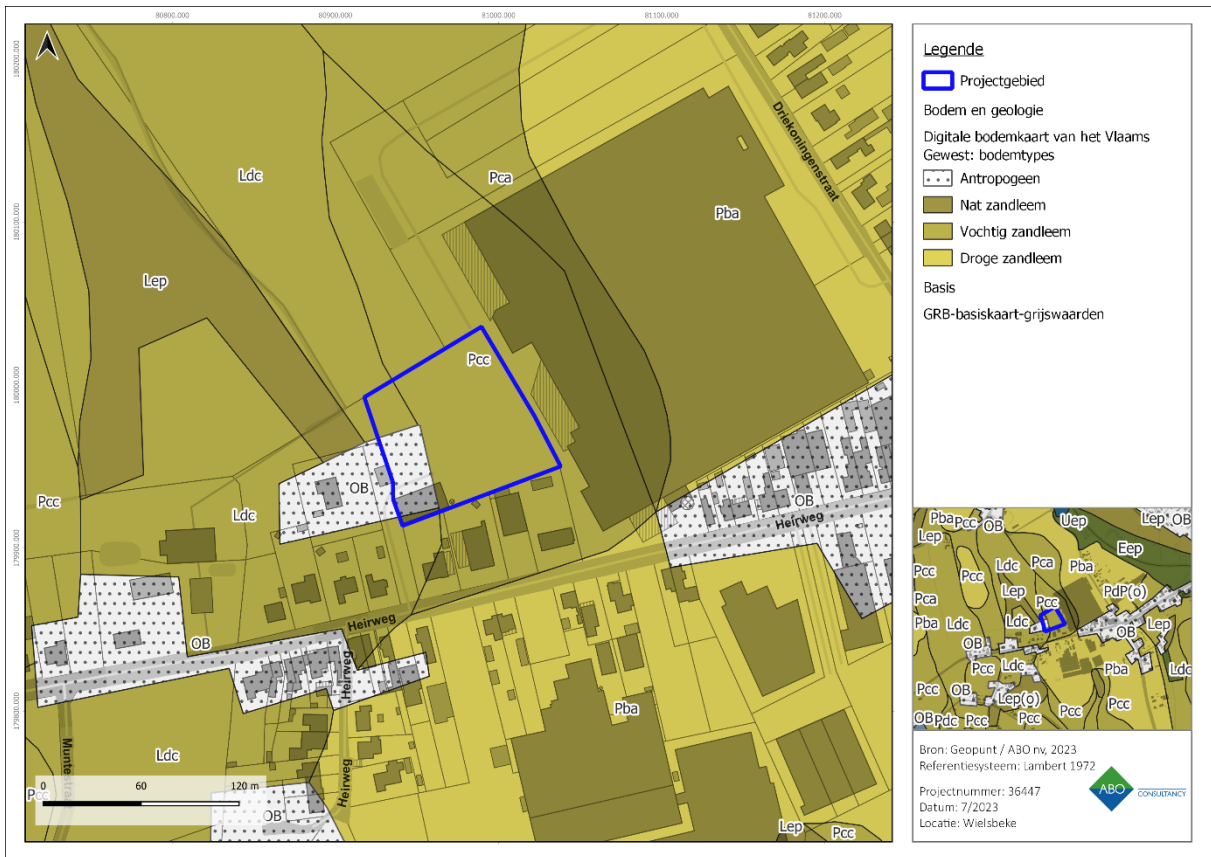 80800.000 80900.000 81000.000 81100.000 81200.000
180200.000
180100.000
180000.000
179900.000
179800.000
Driekoningenstraat
Ldc
Pca
Pba
Lep
Pcc
Pcc
Ldc
OB
OB
Heirweg
Heirweg
OB
Heirweg
Pba
Ldc
Muntestraat
Heirweg
Pcc
OB
Lep
Pcc
0 60 120 m
Legende
Projectgebied
Bodem en geologie
Digitale bodemkaart van het Vlaams
Gewest: bodemtypes
Antropogeen
Nat zandleem
Vochtig zandleem
Droge zandleem
Basis
GRB-basiskaart-grijswaarden
Pba Pcc OB Uep Lep OB
Lep Ldc Pca Pba Eep
Pcc Pcc Lep PdP(o)
Pca Pcc
Pba Ldc Ldc OB Lep
OB Pcc Ldc Pba Ldc
Pcc OB Lep(o) Pcc Pcc
OB Pdc Pcc Pcc
Bron: Geopunt / ABO nv, 2023
Referentiesysteem: Lambert 1972
Projectnummer: 36447
Datum: 7/2023
Locatie: Wielsbeke
ABO CONSULTANCY